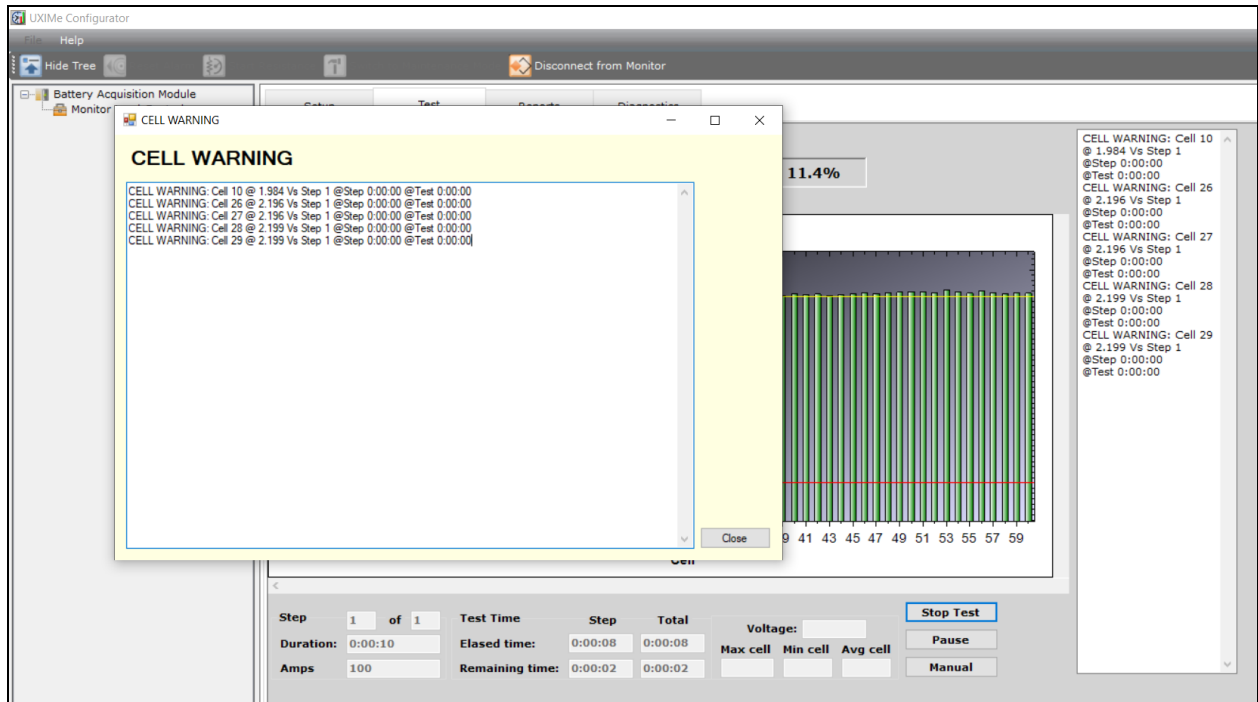 UXIMe Configurator
File Help
Hide Tree Disconnect from Monitor
Battery Acquisition Module
Monitor
Setup Test Reports Diagnostics
CELL WARNING
CELL WARNING
CELL WARNING: Cell 10 @ 1.984 Vs Step 1 @Step 0:00:00 @Test 0:00:00
CELL WARNING: Cell 26 @ 2.196 Vs Step 1 @Step 0:00:00 @Test 0:00:00
CELL WARNING: Cell 27 @ 2.196 Vs Step 1 @Step 0:00:00 @Test 0:00:00
CELL WARNING: Cell 28 @ 2.199 Vs Step 1 @Step 0:00:00 @Test 0:00:00
CELL WARNING: Cell 29 @ 2.199 Vs Step 1 @Step 0:00:00 @Test 0:00:00
Close
11.4%
41 43 45 47 49 51 53 55 57 59
Cell
CELL WARNING: Cell 10
@ 1.984 Vs Step 1
@Step 0:00:00
@Test 0:00:00
CELL WARNING: Cell 26
@ 2.196 Vs Step 1
@Step 0:00:00
@Test 0:00:00
CELL WARNING: Cell 27
@ 2.196 Vs Step 1
@Step 0:00:00
@Test 0:00:00
CELL WARNING: Cell 28
@ 2.199 Vs Step 1
@Step 0:00:00
@Test 0:00:00
CELL WARNING: Cell 29
@ 2.199 Vs Step 1
@Step 0:00:00
@Test 0:00:00
Step 1 of 1
Duration: 0:00:10
Amps 100
Test Time Step Total
Elased time: 0:00:08 0:00:08
Remaining time: 0:00:02 0:00:02
Voltage:
Max cell Min cell Avg cell
Stop Test
Pause
Manual